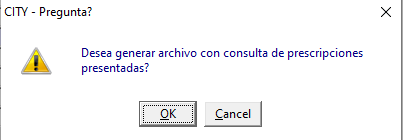 CITY - Pregunta?
Desea generar archivo con consulta de prescripciones
presentadas?
OK
Cancel